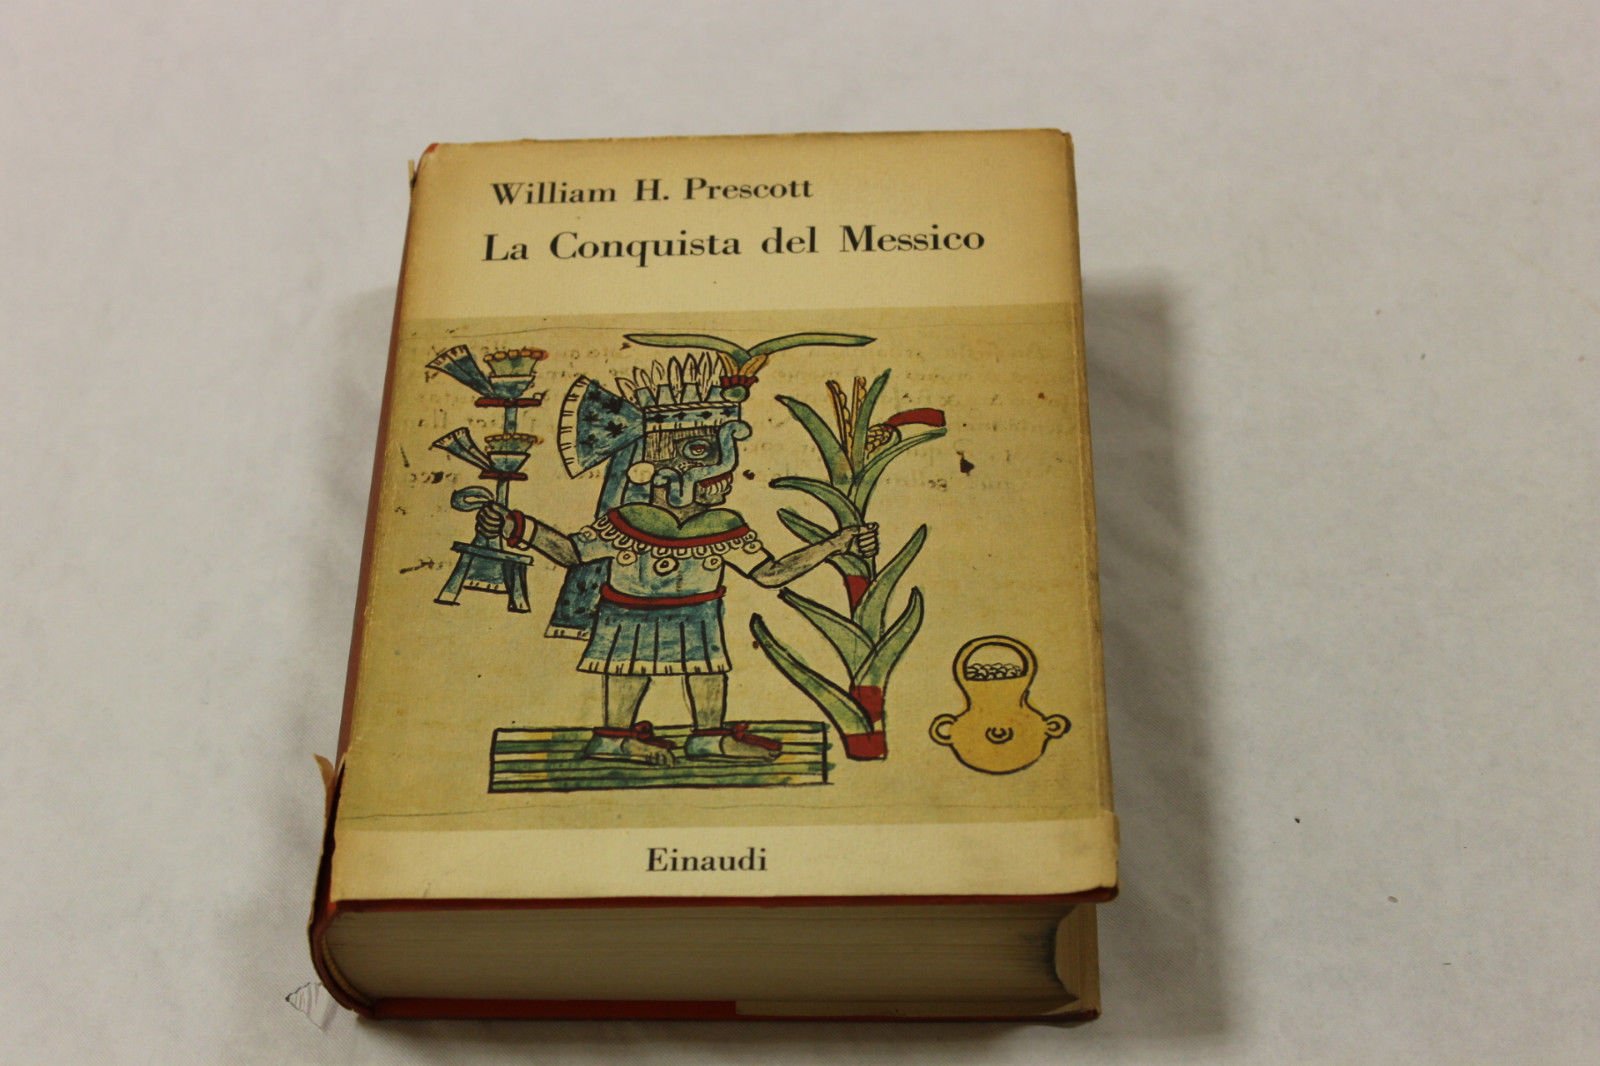 William H. Prescott
La Conquista del Messico
Einaudi